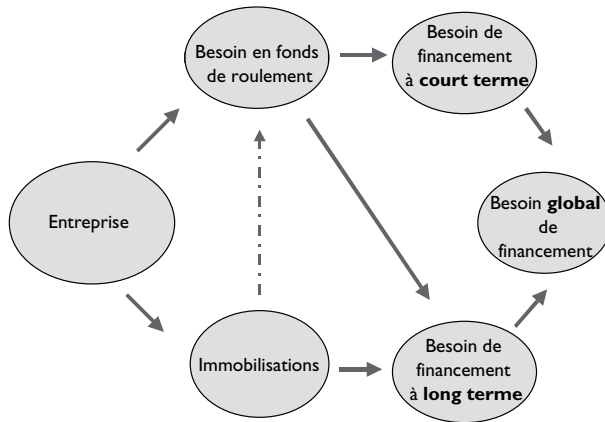 Besoin en fonds
de roulement
Besoin de
financement
à court terme
Entreprise
Besoin global
de
financement
Immobilisations
Besoin de
financement
à long terme